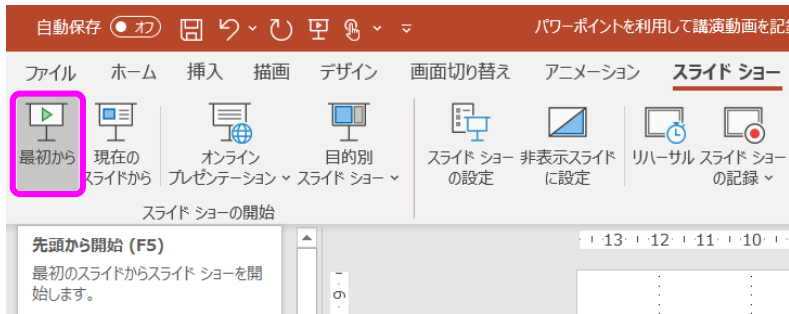 自動保存 オフ パワーポイントを利用して講演動画を記
ファイル ホーム 挿入 描画 デザイン 画面切り替え アニメーション スライド ショー
最初から 現在の オンライン 目的別 スライド ショー 非表示スライド リハーサル スライド ショー
スライドから プレゼンテーション スライド ショー の設定 に設定 の記録
スライド ショーの開始
先頭から開始 (F5)
13 12 11 10
最初のスライドからスライド ショーを開
始します。
9